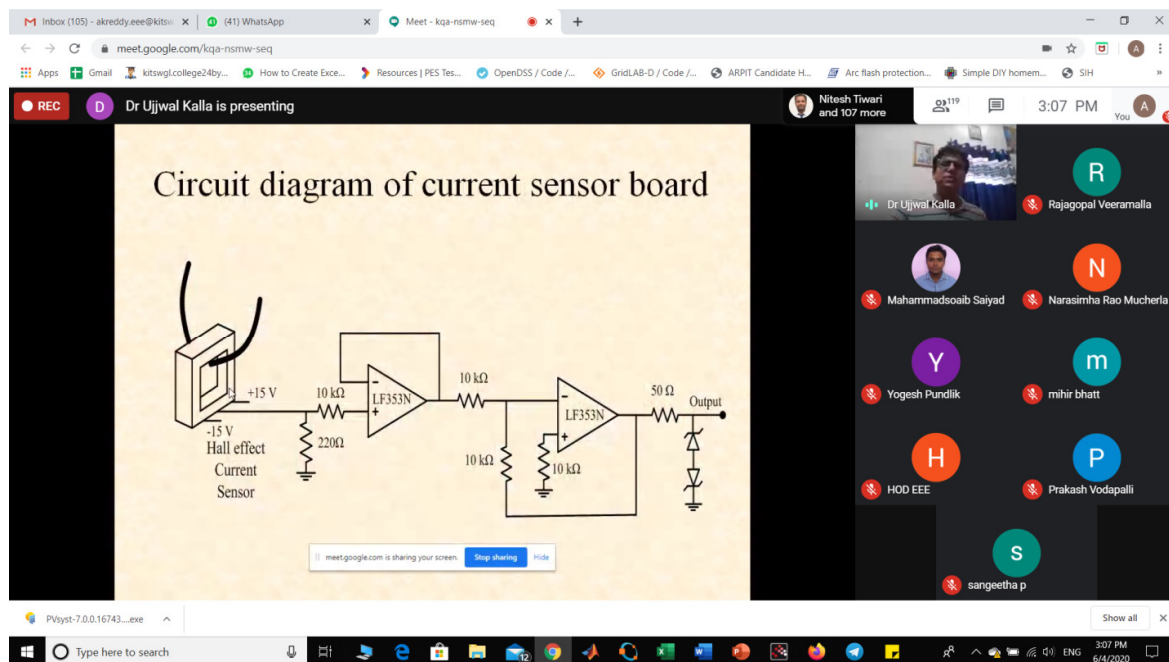 Inbox (105) - akreddy.eee@kitsw
(41) WhatsApp
Meet - kqa-nsmw-seq
meet.google.com/kqa-nsmw-seq
A
Apps
Gmail
kitswgl.college24by...
How to Create Exce...
Resources | PES Tes...
OpenDSS / Code /...
GridLAB-D / Code /...
ARPIT Candidate H...
Arc flash protection...
Simple DIY homem...
SIH
»
REC
D
Dr Ujjwal Kalla is presenting
Nitesh Tiwari
and 107 more
119
3:07 PM
You
A
Circuit diagram of current sensor board
+15 V
-15 V
Hall effect
Current
Sensor
10 kΩ
220Ω
-
LF353N
+
10 kΩ
10 kΩ
-
LF353N
+
10 kΩ
50 Ω
Output
meet.google.com is sharing your screen.
Stop sharing
Hide
Dr Ujjwal Kalla
R
Rajagopal Veeramalla
Mahammadsoaib Saiyad
N
Narasimha Rao Mucherla
Y
Yogesh Pundlik
m
mihir bhatt
H
HOD EEE
P
Prakash Vodapalli
s
sangeetha p
PVsyst-7.0.0.16743....exe
Show all
Type here to search
12
ENG
3:07 PM
6/4/2020